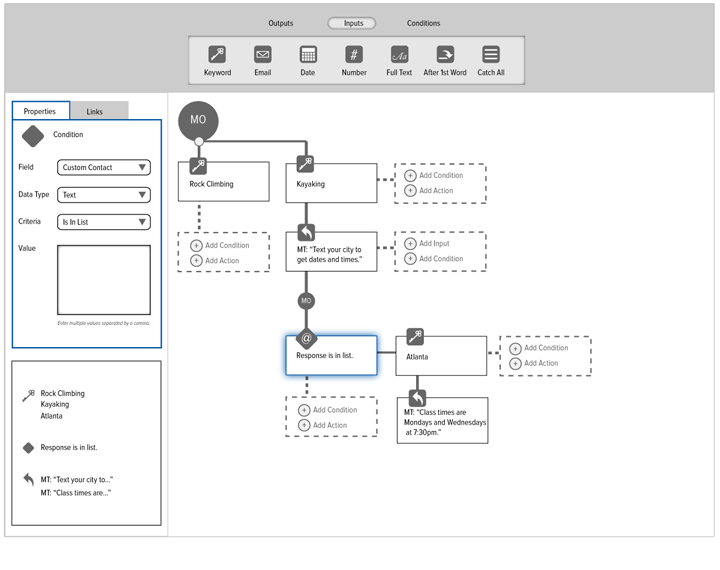 Outputs
Inputs
Conditions
Keyword
Email
Date
Number
Full Text
After 1st Word
Catch All
#
Aa
Properties
Links
Condition
Field
Custom Contact
Data Type
Text
Criteria
Is In List
Value
Enter multiple values separated by a comma.
Rock Climbing
Kayaking
Atlanta
Response is in list.
MT: “Text your city to...”
MT: “Class times are...”
MO
Rock Climbing
Kayaking
+ Add Condition
+ Add Action
+ Add Condition
+ Add Action
MT: “Text your city to
get dates and times.”
+ Add Input
+ Add Condition
MO
@
Response is in list.
Atlanta
+ Add Condition
+ Add Action
+ Add Condition
+ Add Action
MT: “Class times are
Mondays and Wednesdays
at 7:30pm.”